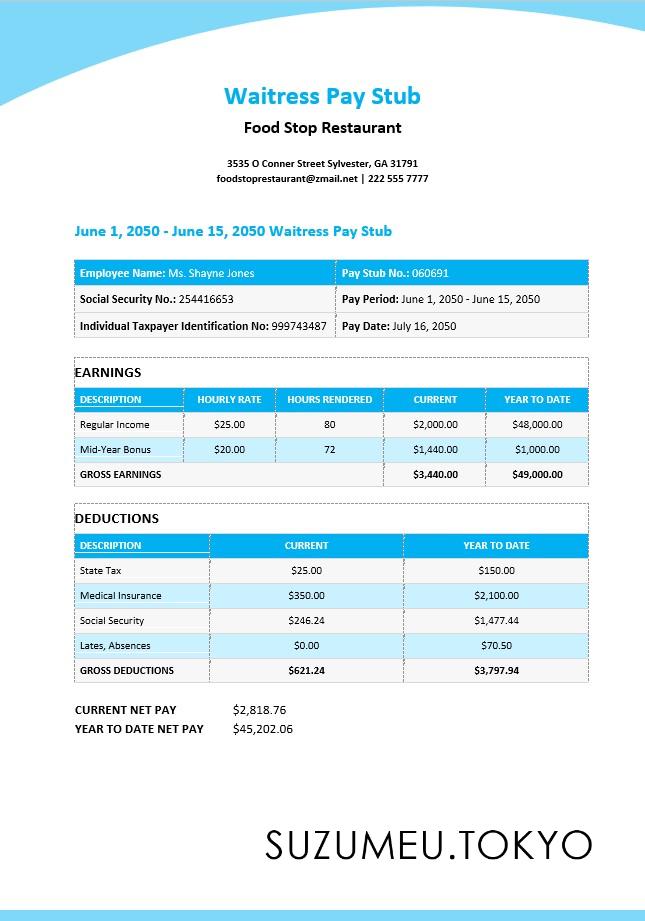 Waitress Pay Stub
Food Stop Restaurant
3535 O Conner Street Sylvester, GA 31791
foodstoprestaurant@zmail.net | 222 555 7777
June 1, 2050 - June 15, 2050 Waitress Pay Stub
Employee Name: Ms. Shayne Jones Pay Stub No.: 060691
Social Security No.: 254416653 Pay Period: June 1, 2050 - June 15, 2050
Individual Taxpayer Identification No: 999743487 Pay Date: July 16, 2050
EARNINGS
DESCRIPTION HOURLY RATE HOURS RENDERED CURRENT YEAR TO DATE
Regular Income $25.00 80 $2,000.00 $48,000.00
Mid-Year Bonus $20.00 72 $1,440.00 $1,000.00
GROSS EARNINGS $3,440.00 $49,000.00
DEDUCTIONS
DESCRIPTION CURRENT YEAR TO DATE
State Tax $25.00 $150.00
Medical Insurance $350.00 $2,100.00
Social Security $246.24 $1,477.44
Lates, Absences $0.00 $70.50
GROSS DEDUCTIONS $621.24 $3,797.94
CURRENT NET PAY $2,818.76
YEAR TO DATE NET PAY $45,202.06
SUZUMEU.TOKYO